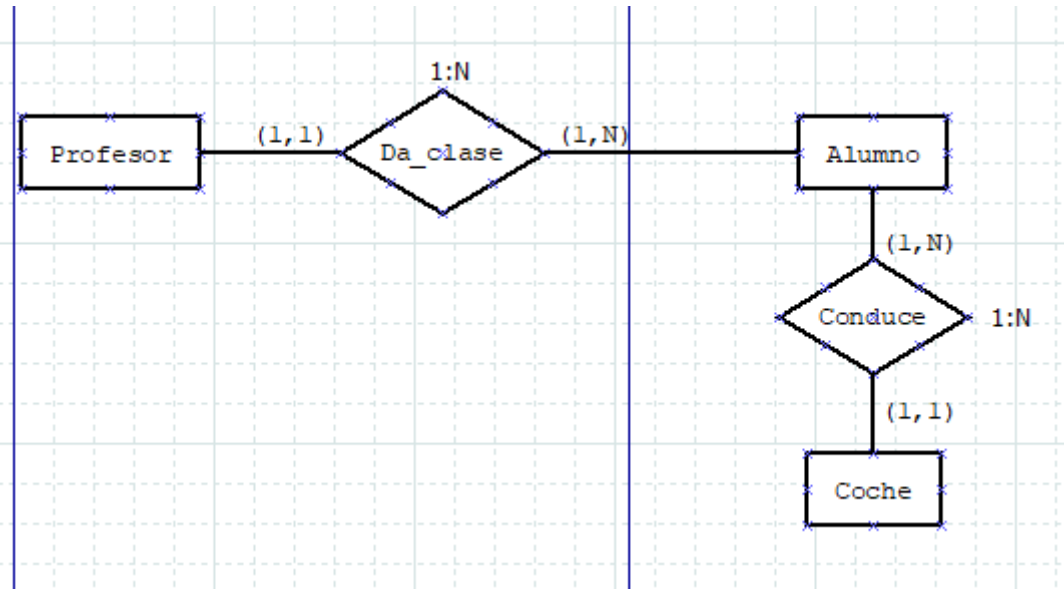 1:N
Profesor
(1,1)
Da_clase
(1,N)
Alumno
(1,N)
Conduce
1:N
(1,1)
Coche